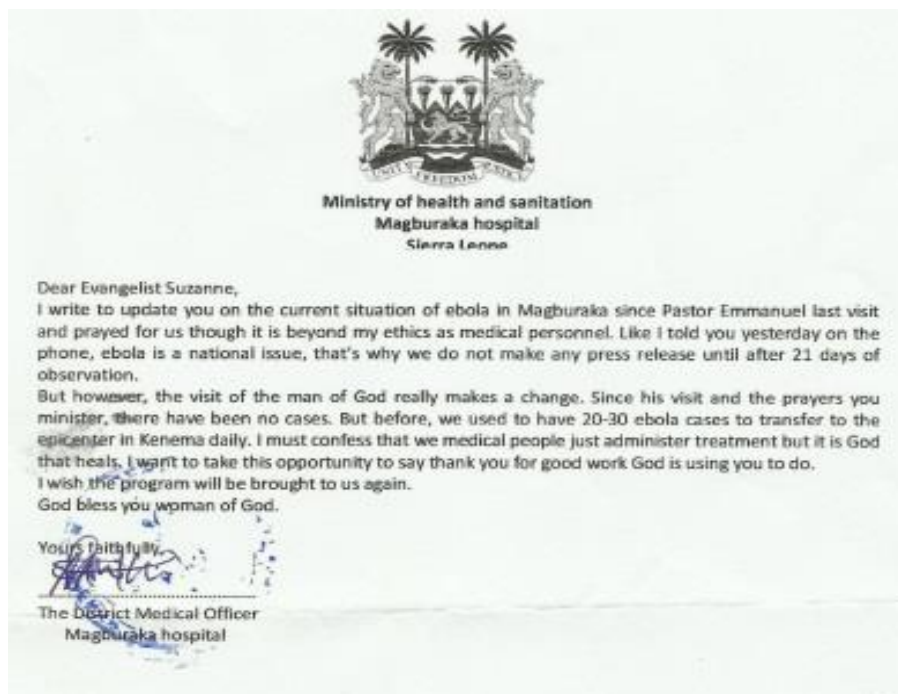 UNITY FREEDOM JUSTICE
Ministry of health and sanitation
Magburaka hospital
Sierra Leone
Dear Evangelist Suzanne,
I write to update you on the current situation of ebola in Magburaka since Pastor Emmanuel last visit
and prayed for us though it is beyond my ethics as medical personnel. Like I told you yesterday on the
phone, ebola is a national issue, that's why we do not make any press release until after 21 days of
observation.
But however, the visit of the man of God really makes a change. Since his visit and the prayers you
minister, there have been no cases. But before, we used to have 20-30 ebola cases to transfer to the
epicenter in Kenema daily. I must confess that we medical people just administer treatment but it is God
that heals. I want to take this opportunity to say thank you for good work God is using you to do.
I wish the program will be brought to us again.
God bless you woman of God.
Yours faithfully,
The District Medical Officer
Magburaka hospital